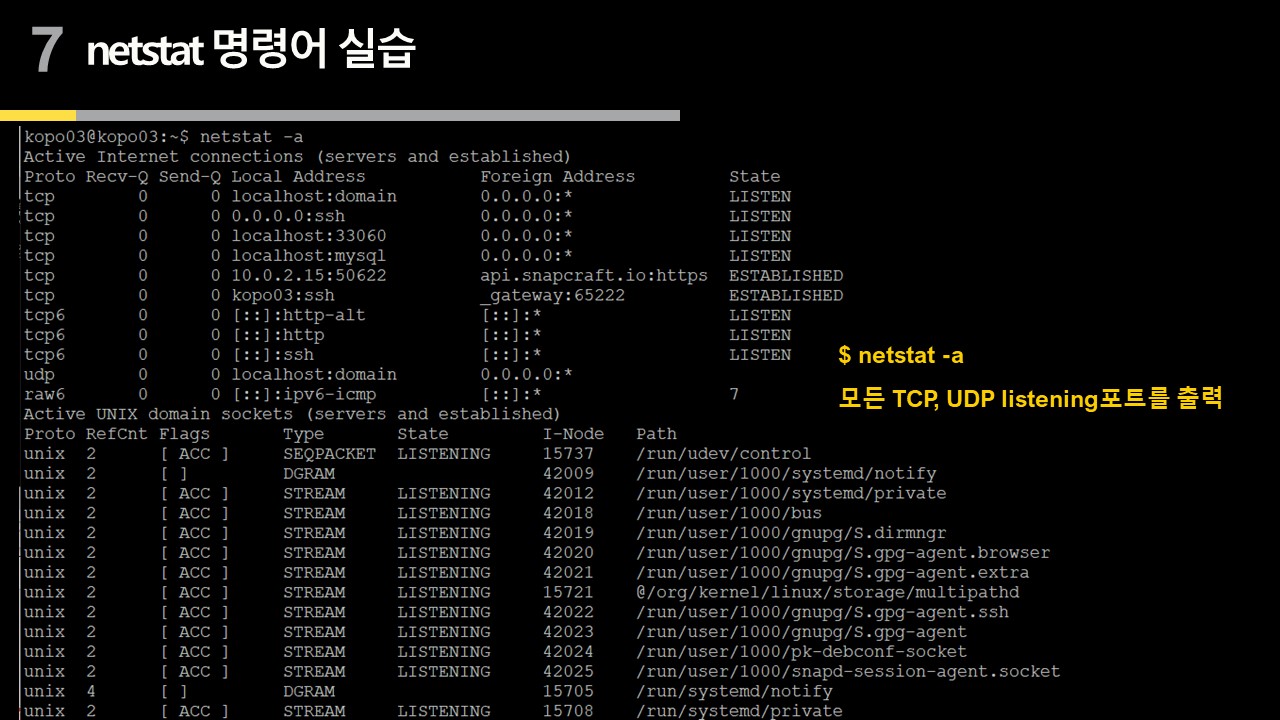 7 netstat 명령어 실습
kopo03@kopo03:~$ netstat -a
Active Internet connections (servers and established)
Proto Recv-Q Send-Q Local Address           Foreign Address         State
tcp        0      0 localhost:domain        0.0.0.0:*               LISTEN
tcp        0      0 0.0.0.0:ssh             0.0.0.0:*               LISTEN
tcp        0      0 localhost:33060         0.0.0.0:*               LISTEN
tcp        0      0 localhost:mysql         0.0.0.0:*               LISTEN
tcp        0      0 10.0.2.15:50622         api.snapcraft.io:https  ESTABLISHED
tcp        0      0 kopo03:ssh              _gateway:65222          ESTABLISHED
tcp6       0      0 [::]:http-alt           [::]:*                  LISTEN
tcp6       0      0 [::]:http               [::]:*                  LISTEN
tcp6       0      0 [::]:ssh                [::]:*                  LISTEN
udp        0      0 localhost:domain        0.0.0.0:*
raw6       0      0 [::]:ipv6-icmp          [::]:*                  7
Active UNIX domain sockets (servers and established)
Proto RefCnt Flags       Type       State         I-Node   Path
unix  2      [ ACC ]     SEQPACKET  LISTENING     15737    /run/udev/control
unix  2      [ ]         DGRAM                    42009    /run/user/1000/systemd/notify
unix  2      [ ACC ]     STREAM     LISTENING     42012    /run/user/1000/systemd/private
unix  2      [ ACC ]     STREAM     LISTENING     42018    /run/user/1000/bus
unix  2      [ ACC ]     STREAM     LISTENING     42019    /run/user/1000/gnupg/S.dirmngr
unix  2      [ ACC ]     STREAM     LISTENING     42020    /run/user/1000/gnupg/S.gpg-agent.browser
unix  2      [ ACC ]     STREAM     LISTENING     42021    /run/user/1000/gnupg/S.gpg-agent.extra
unix  2      [ ACC ]     STREAM     LISTENING     15721    @/org/kernel/linux/storage/multipathd
unix  2      [ ACC ]     STREAM     LISTENING     42022    /run/user/1000/gnupg/S.gpg-agent.ssh
unix  2      [ ACC ]     STREAM     LISTENING     42023    /run/user/1000/gnupg/S.gpg-agent
unix  2      [ ACC ]     STREAM     LISTENING     42024    /run/user/1000/pk-debconf-socket
unix  2      [ ACC ]     STREAM     LISTENING     42025    /run/user/1000/snapd-session-agent.socket
unix  4      [ ]         DGRAM                    15705    /run/systemd/notify
unix  2      [ ACC ]     STREAM     LISTENING     15708    /run/systemd/private
$ netstat -a
모든 TCP, UDP listening포트를 출력